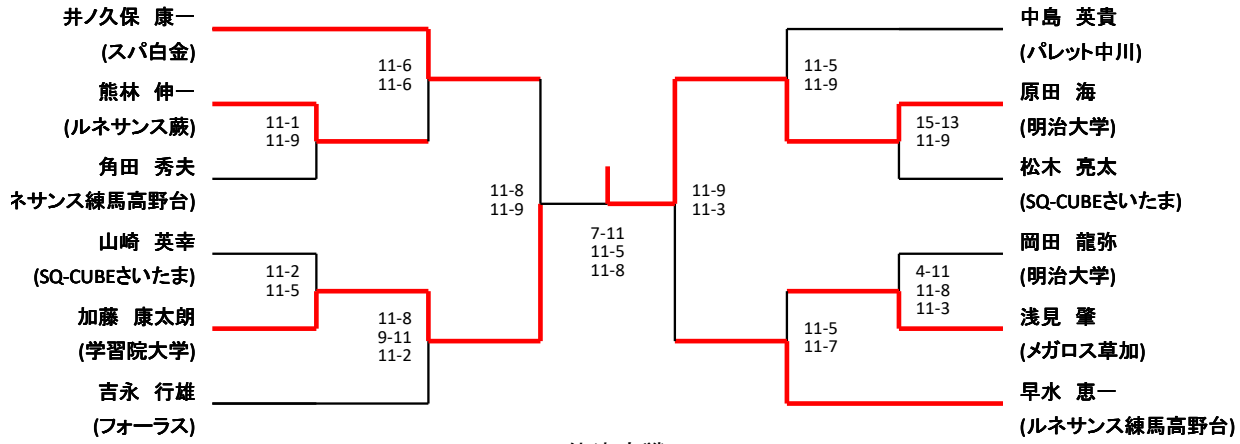 井ノ久保 康一
(スパ白金)
熊林 伸一
(ルネサンス蕨)
角田 秀夫
ネサンス練馬高野台)
山崎 英幸
(SQ-CUBEさいたま)
加藤 康太朗
(学習院大学)
吉永 行雄
(フォーラス)
11-6
11-6
11-1
11-9
11-2
11-5
11-8
9-11
11-2
11-8
11-9
7-11
11-5
11-8
11-9
11-3
11-5
11-9
15-13
11-9
4-11
11-8
11-3
11-5
11-7
中島 英貴
(パレット中川)
原田 海
(明治大学)
松木 亮太
(SQ-CUBEさいたま)
岡田 龍弥
(明治大学)
浅見 肇
(メガロス草加)
早水 恵一
(ルネサンス練馬高野台)